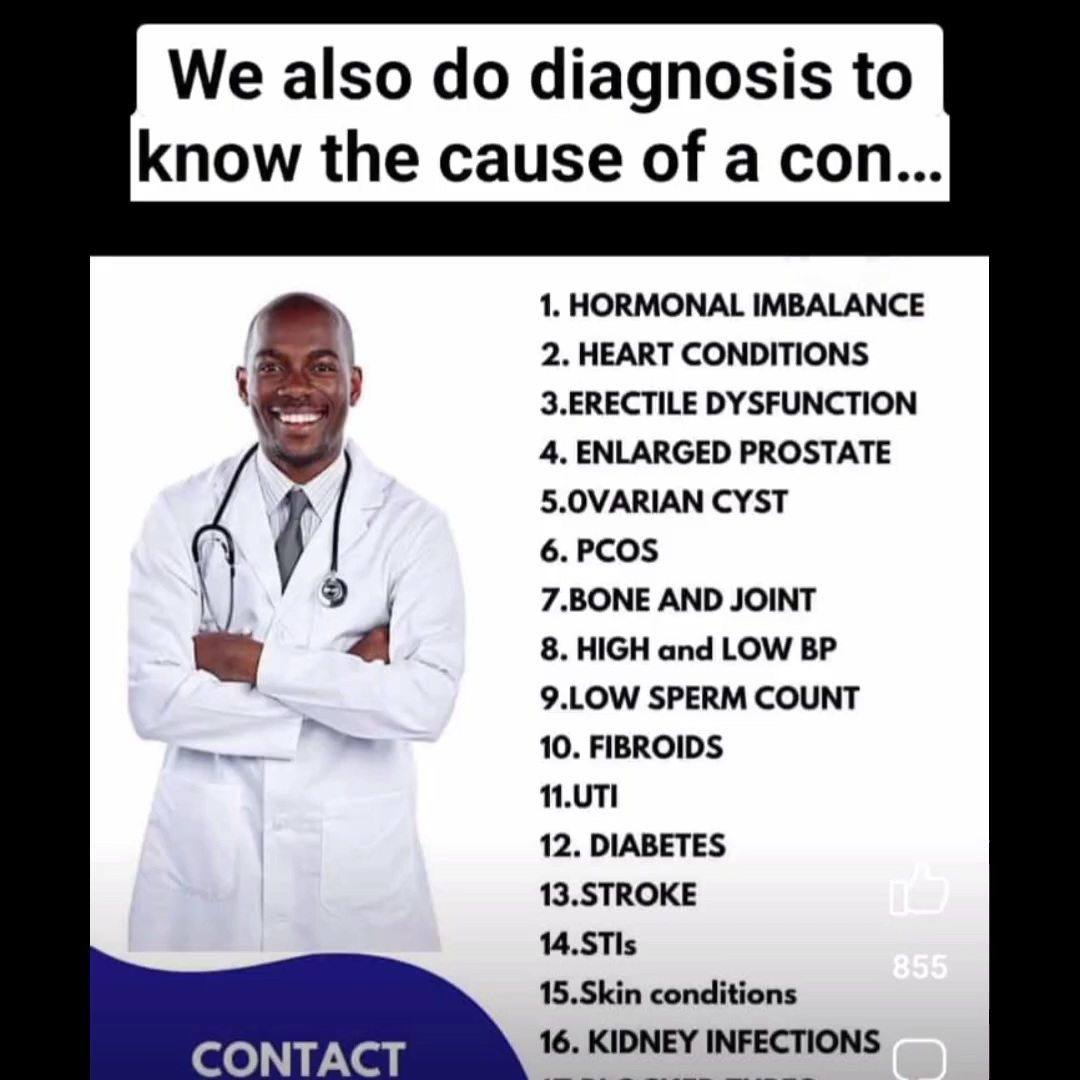 We also do diagnosis to
know the cause of a con...
1. HORMONAL IMBALANCE
2. HEART CONDITIONS
3.ERECTILE DYSFUNCTION
4. ENLARGED PROSTATE
5.OVARIAN CYST
6. PCOS
7.BONE AND JOINT
8. HIGH and LOW BP
9.LOW SPERM COUNT
10. FIBROIDS
11.UTI
12. DIABETES
13.STROKE
14.STIs
855
15.Skin conditions
16. KIDNEY INFECTIONS
CONTACT